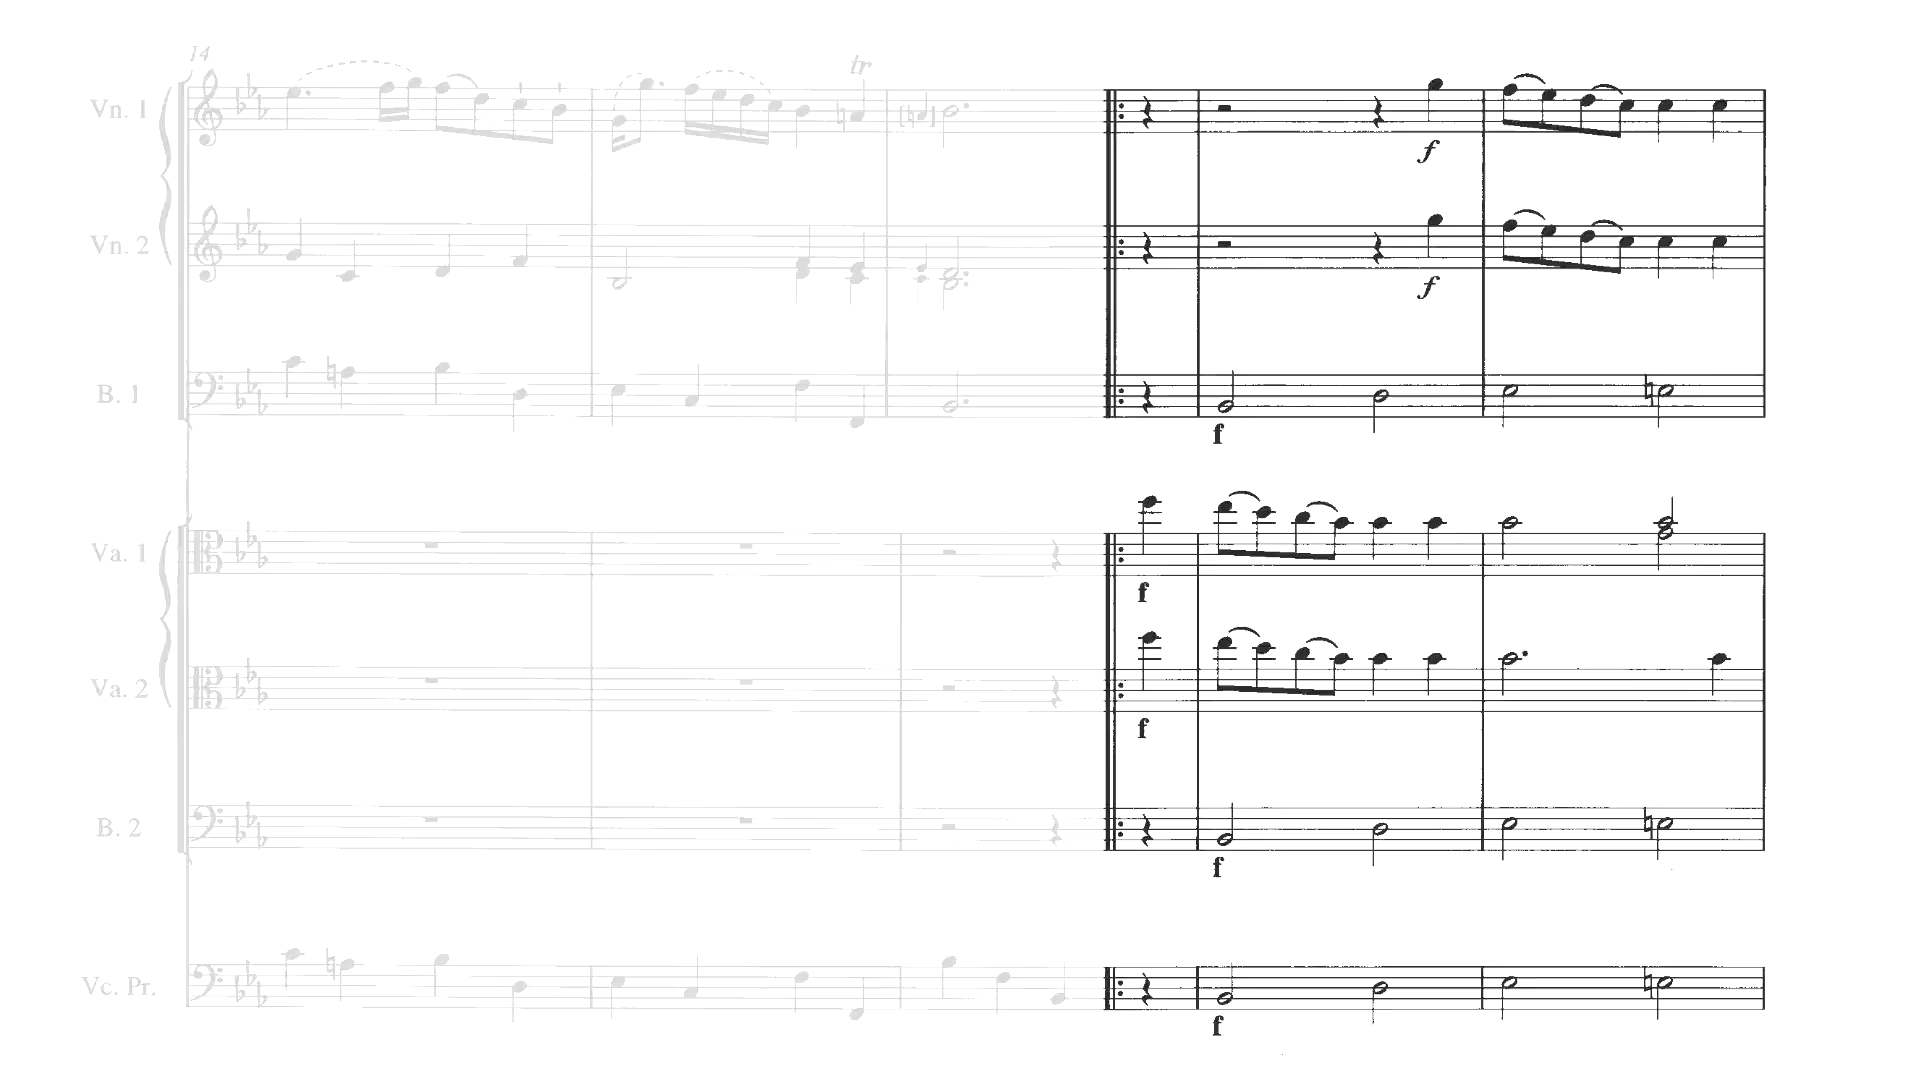 14
tr
Vn. 1
f
Vn. 2
f
B. 1
f
Va. 1
f
Va. 2
f
B. 2
f
Vc. Pr.
f